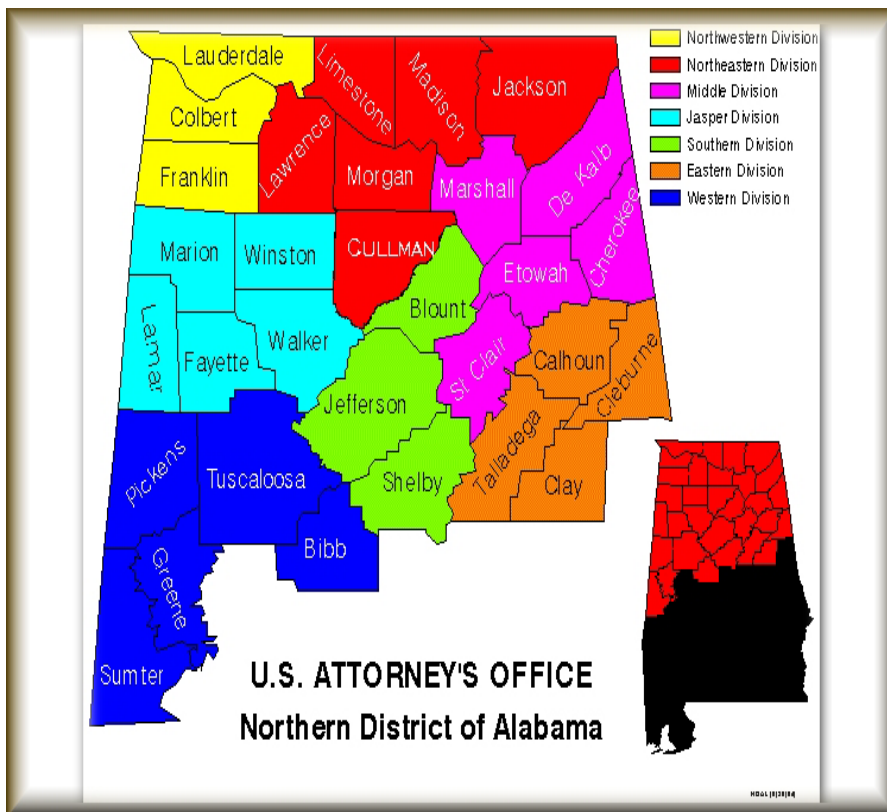 Lauderdale
Limestone
Madison
Jackson
Colbert
Lawrence
Franklin
Morgan
Marshall
De Kalb
Cherokee
Marion
Winston
CULLMAN
Etowah
Blount
Lamar
Fayette
Walker
St Clair
Calhoun
Cleburne
Jefferson
Talladega
Pickens
Tuscaloosa
Shelby
Clay
Bibb
Greene
Sumter
Northwestern Division
Northeastern Division
Middle Division
Jasper Division
Southern Division
Eastern Division
Western Division
U.S. ATTORNEY'S OFFICE
Northern District of Alabama